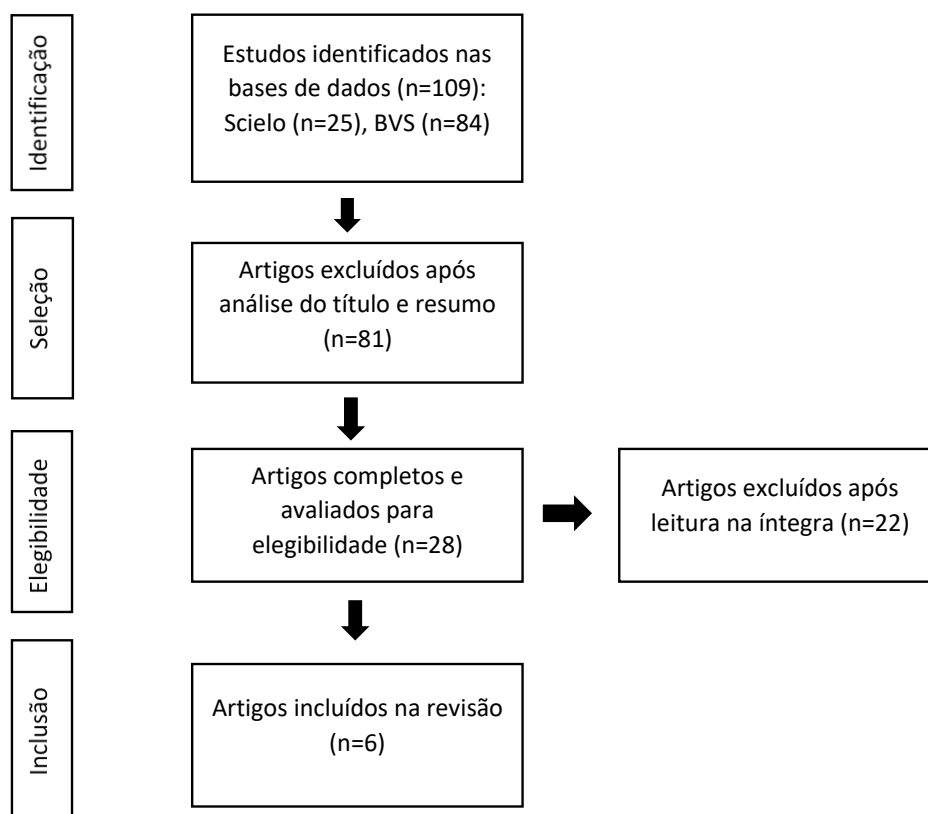 Identificação
Estudos identificados nas
bases de dados (n=109):
Scielo (n=25), BVS (n=84)
Seleção
Artigos excluídos após
análise do título e resumo
(n=81)
Elegibilidade
Artigos completos e
avaliados para
elegibilidade (n=28)
Artigos excluídos após
leitura na íntegra (n=22)
Inclusão
Artigos incluídos na revisão
(n=6)